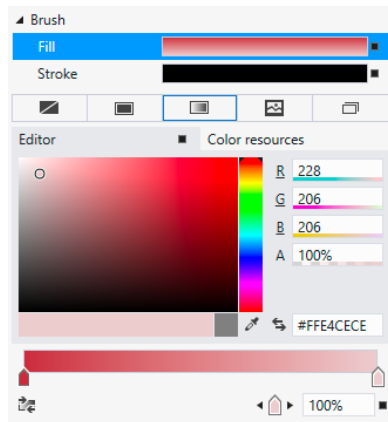 Brush
Fill
Stroke
Editor
Color resources
R 228
G 206
B 206
A 100%
#FFE4CECE
100%